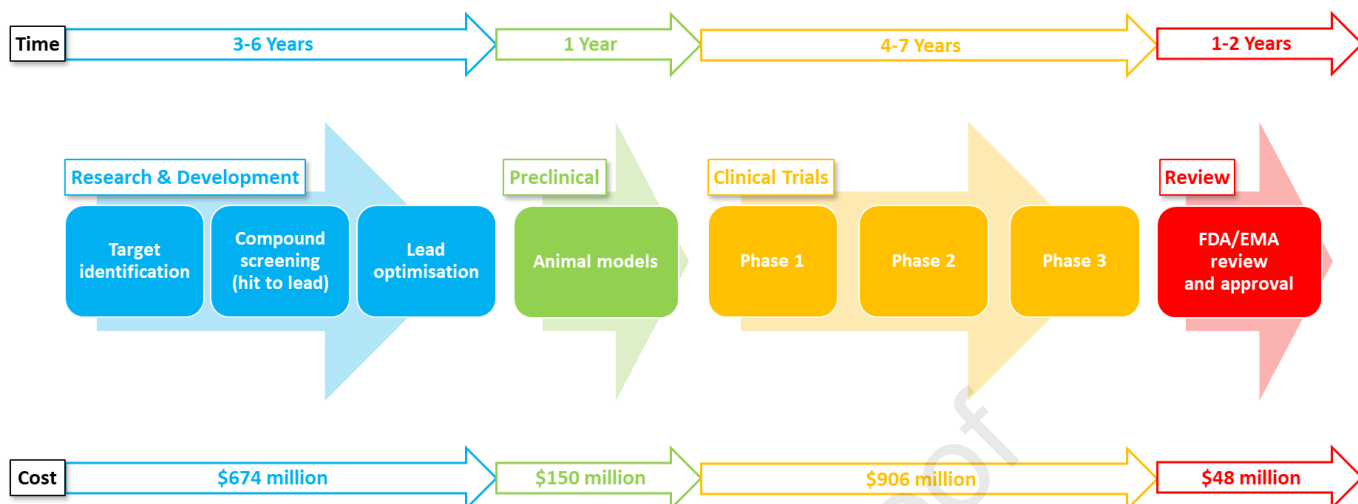 Time
3-6 Years
1 Year
4-7 Years
1-2 Years
Research & Development
Preclinical
Clinical Trials
Review
Target
identification
Compound
screening
(hit to lead)
Lead
optimisation
Animal models
Phase 1
Phase 2
Phase 3
FDA/EMA
review
and approval
Cost
$674 million
$150 million
$906 million
$48 million
oof